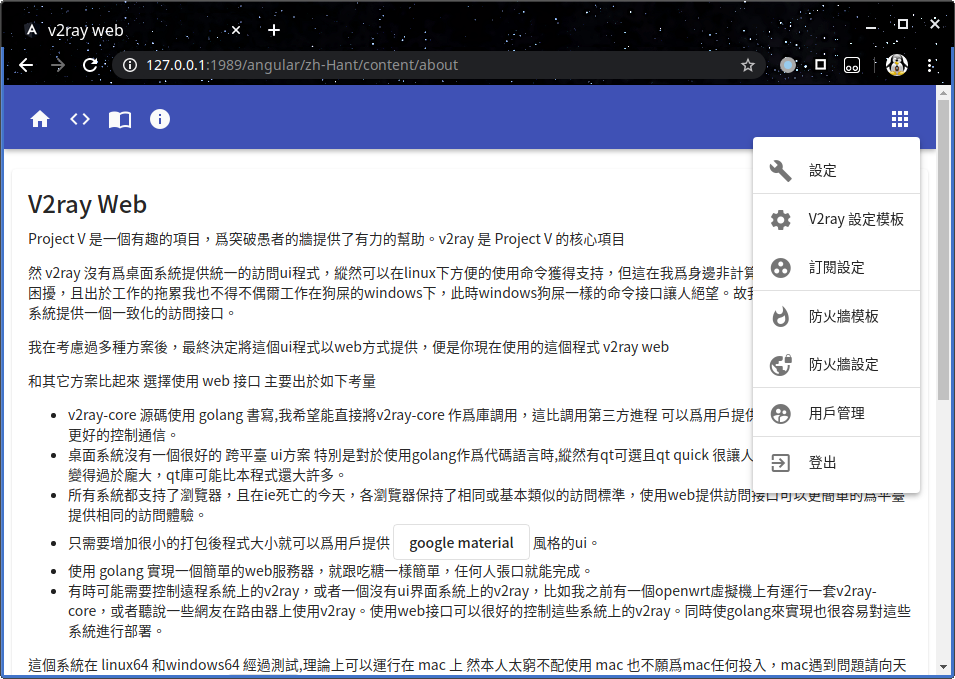 v2ray web
127.0.0.1:1989/angular/zh-Hant/content/about
設定
V2ray 設定模板
訂閱設定
防火牆模板
防火牆設定
用戶管理
登出
V2ray Web
Project V 是一個有趣的項目，爲突破愚者的牆提供了有力的幫助。v2ray 是 Project V 的核心項目
然 v2ray 沒有爲桌面系統提供統一的訪問ui程式，縱然可以在linux下方便的使用命令獲得支持，但這在我爲身邊非計算
困擾，且出於工作的拖累我也不得不偶爾工作在狗屎的windows下，此時windows狗屎一樣的命令接口讓人絕望。故我
系統提供一個一致化的訪問接口。
我在考慮過多種方案後，最終決定將這個ui程式以web方式提供，便是你現在使用的這個程式 v2ray web
和其它方案比起來 選擇使用 web 接口 主要出於如下考量
v2ray-core 源碼使用 golang 書寫,我希望能直接將v2ray-core 作爲庫調用，這比調用第三方進程 可以爲用戶提供
更好的控制通信。
桌面系統沒有一個很好的 跨平臺 ui方案 特別是對於使用golang作爲代碼語言時,縱然有qt可選且qt quick 很讓人
變得過於龐大，qt庫可能比本程式還大許多。
所有系統都支持了瀏覽器，且在ie死亡的今天，各瀏覽器保持了相同或基本類似的訪問標準，使用web提供訪問接口可以更簡單的爲平臺
提供相同的訪問體驗。
只需要增加很小的打包後程式大小就可以爲用戶提供 google material 風格的ui。
使用 golang 實現一個簡單的web服務器，就跟吃糖一樣簡單，任何人張口就能完成。
有時可能需要控制遠程系統上的v2ray，或者一個沒有ui界面系統上的v2ray，比如我之前有一個openwrt虛擬機上有運行一套v2ray-
core，或者聽說一些網友在路由器上使用v2ray。使用web接口可以很好的控制這些系統上的v2ray。同時使golang來實現也很容易對這些
系統進行部署。
這個系統在 linux64 和windows64 經過測試,理論上可以運行在 mac 上 然本人太窮不配使用 mac 也不願爲mac任何投入，mac遇到問題請向天